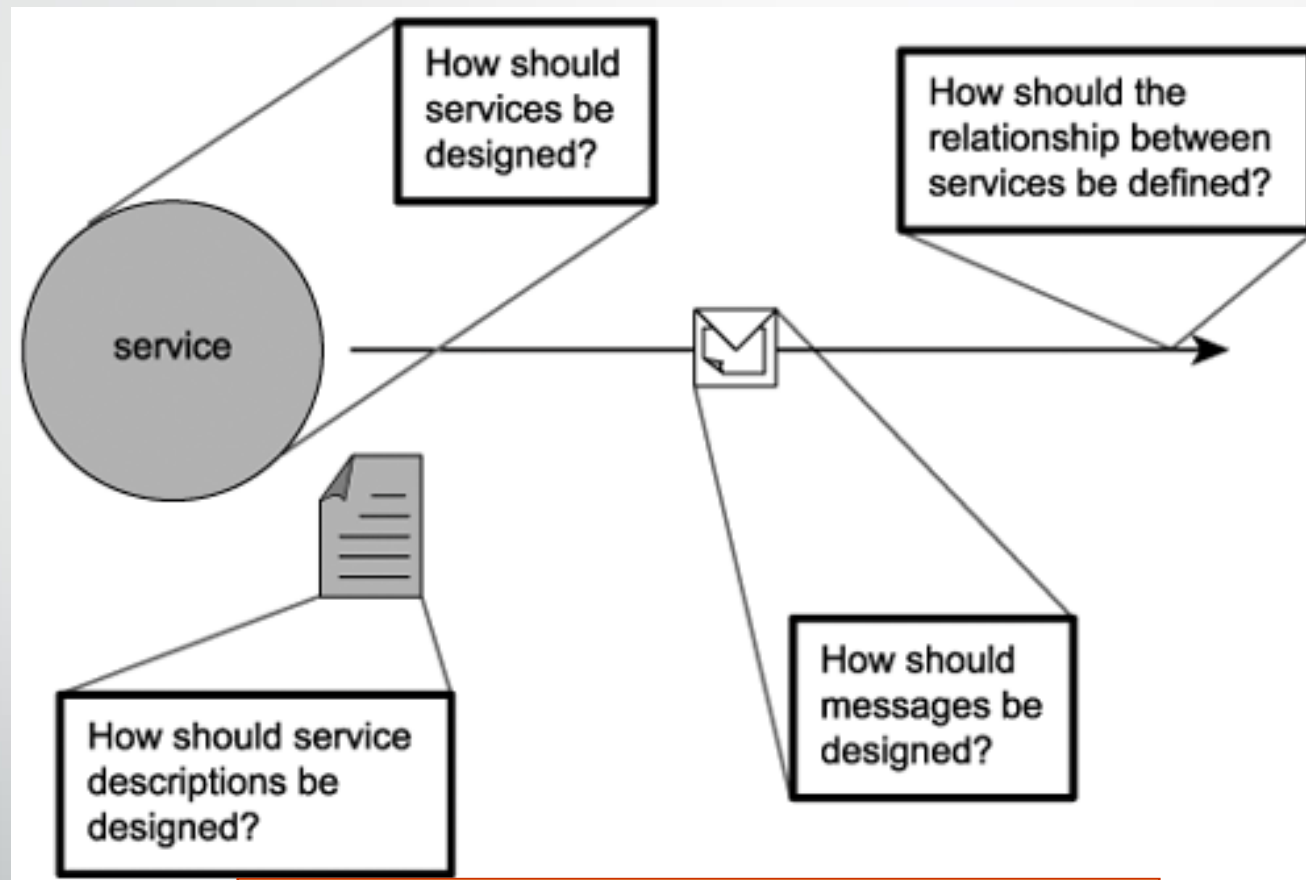 How should
services be
designed?
How should the
relationship between
services be defined?
service
How should
messages be
designed?
How should service
descriptions be
designed?